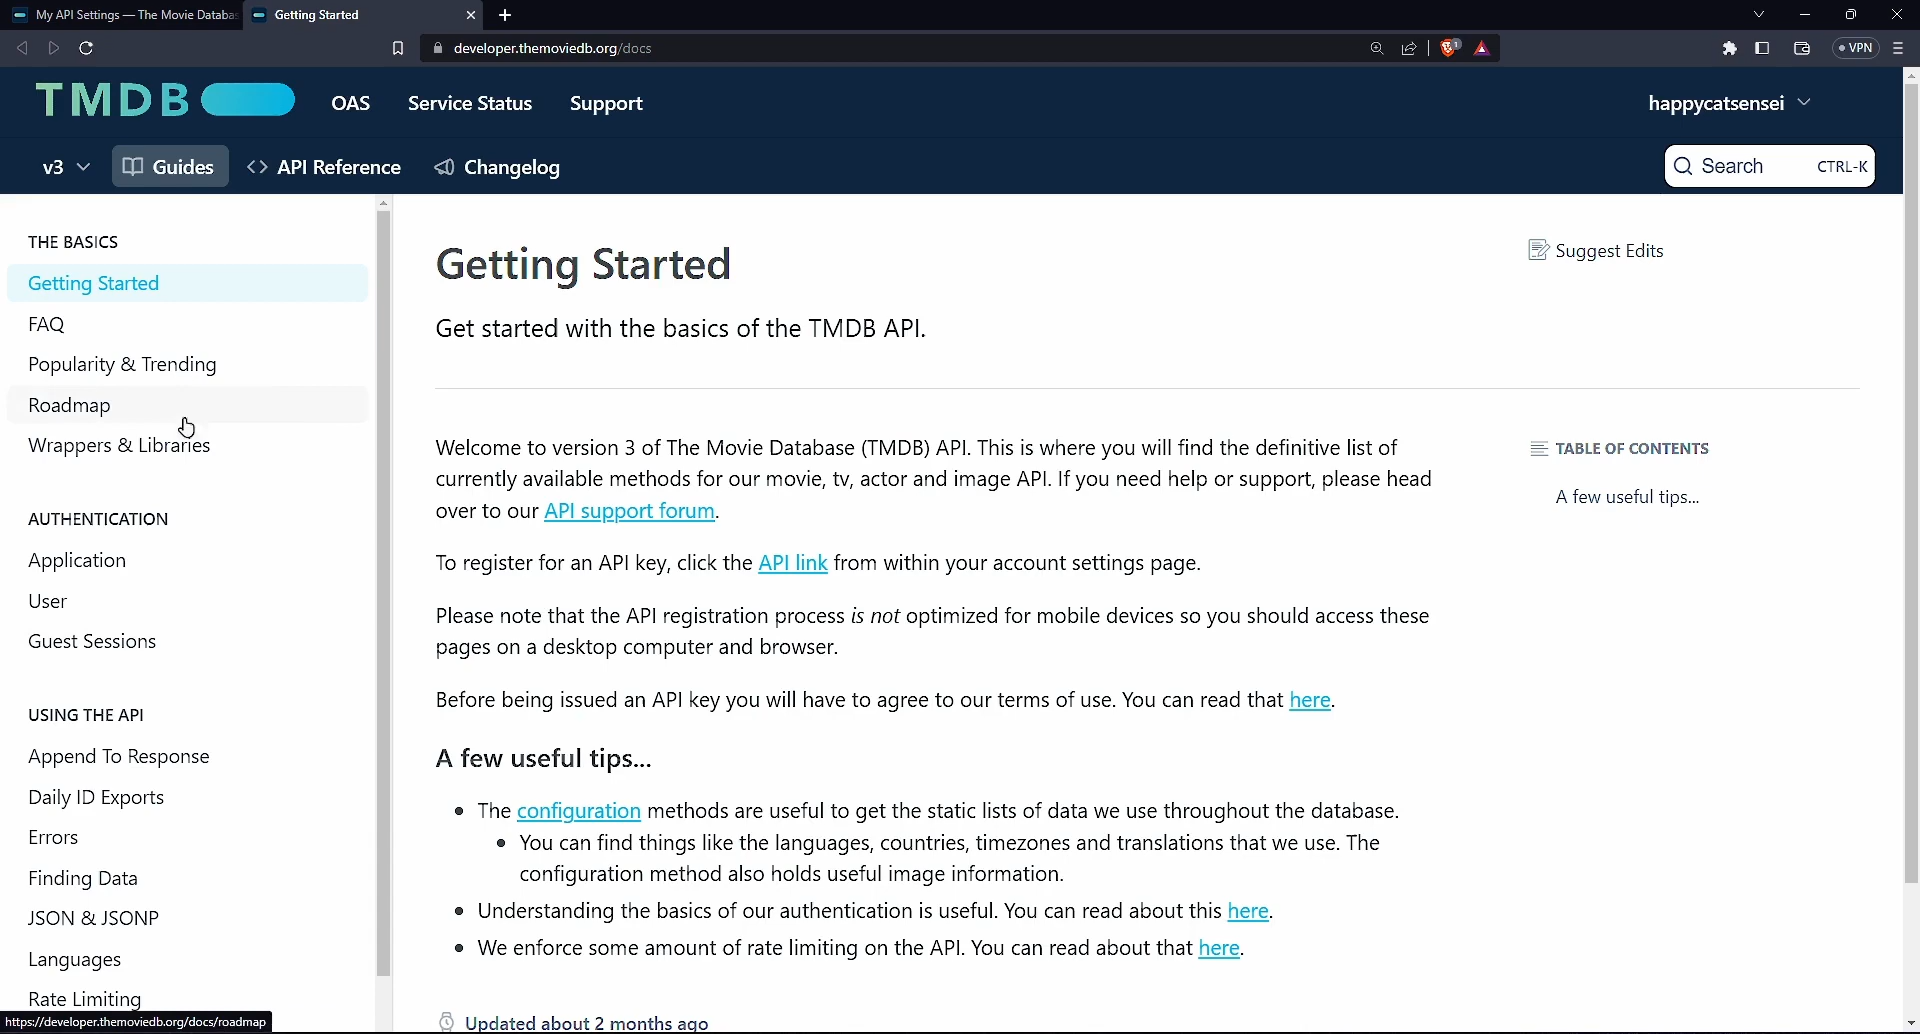 My API Settings — The Movie Databas
Getting Started
developer.themoviedb.org/docs
1
VPN
TMDB
OAS
Service Status
Support
happycatsensei
v3
Guides
API Reference
Changelog
Search
CTRL-K
THE BASICS
Getting Started
FAQ
Popularity & Trending
Roadmap
Wrappers & Libraries
AUTHENTICATION
Application
User
Guest Sessions
USING THE API
Append To Response
Daily ID Exports
Errors
Finding Data
JSON & JSONP
Languages
Rate Limiting
https://developer.themoviedb.org/docs/roadmap
Getting Started
Suggest Edits
Get started with the basics of the TMDB API.
Welcome to version 3 of The Movie Database (TMDB) API. This is where you will find the definitive list of
currently available methods for our movie, tv, actor and image API. If you need help or support, please head
over to our API support forum.
To register for an API key, click the API link from within your account settings page.
Please note that the API registration process is not optimized for mobile devices so you should access these
pages on a desktop computer and browser.
Before being issued an API key you will have to agree to our terms of use. You can read that here.
A few useful tips...
The configuration methods are useful to get the static lists of data we use throughout the database.
You can find things like the languages, countries, timezones and translations that we use. The
configuration method also holds useful image information.
Understanding the basics of our authentication is useful. You can read about this here.
We enforce some amount of rate limiting on the API. You can read about that here.
Updated about 2 months ago
TABLE OF CONTENTS
A few useful tips...